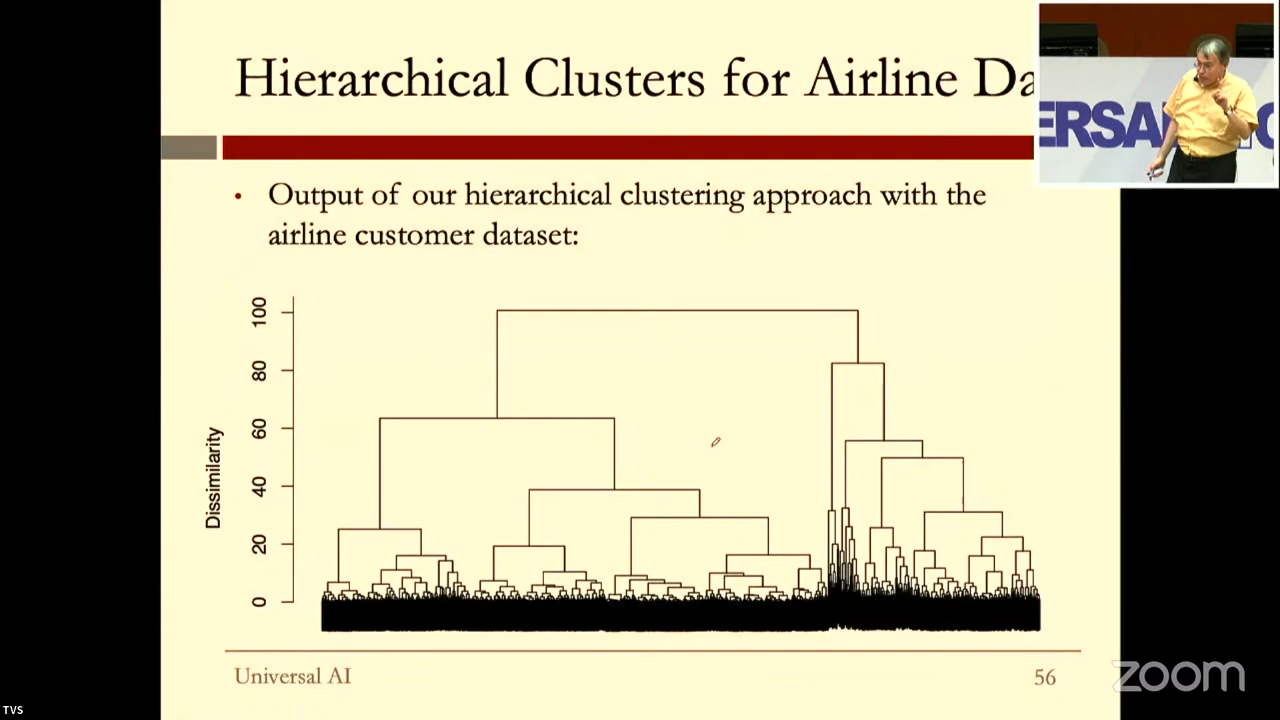 Hierarchical Clusters for Airline Da
ERSA
• Output of our hierarchical clustering approach with the
airline customer dataset:
Dissimilarity
100
80
60
40
20
0
Universal AI
56
zoom
TVS